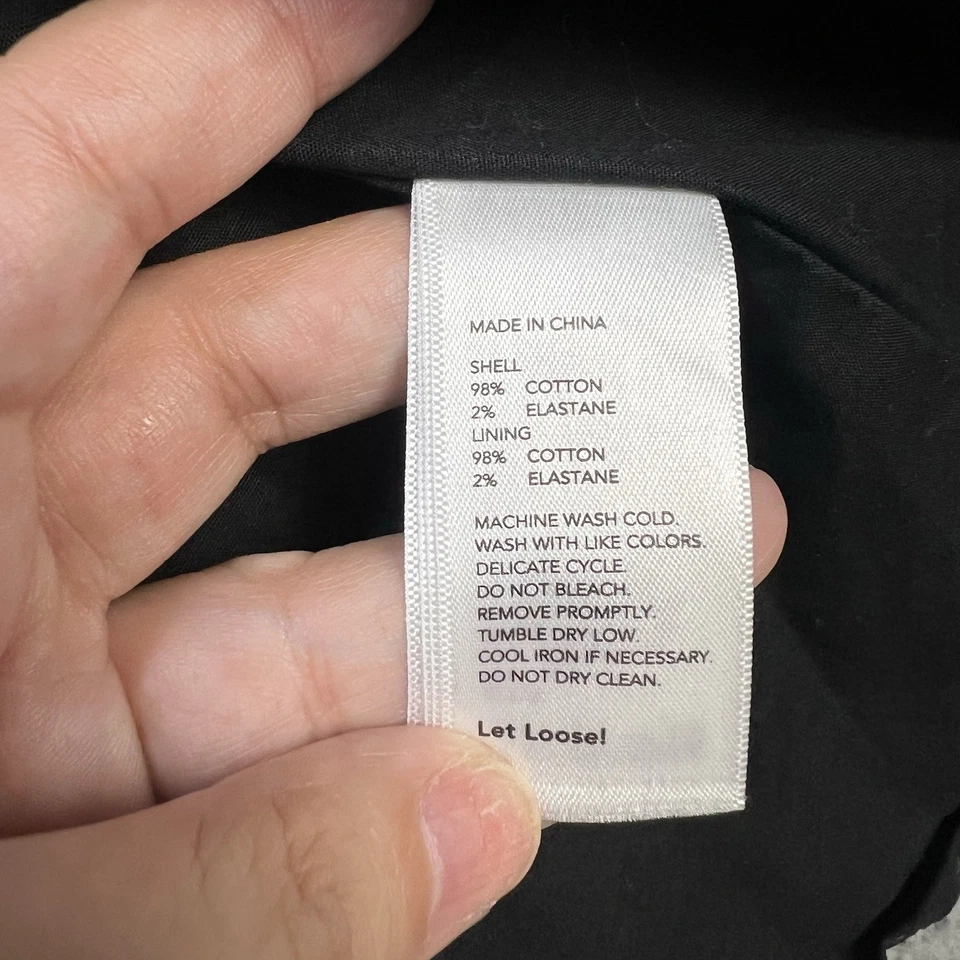 MADE IN CHINA
SHELL
98% COTTON
2% ELASTANE
LINING
98% COTTON
2% ELASTANE
MACHINE WASH COLD.
WASH WITH LIKE COLORS.
DELICATE CYCLE.
DO NOT BLEACH.
REMOVE PROMPTLY.
TUMBLE DRY LOW.
COOL IRON IF NECESSARY.
DO NOT DRY CLEAN.
Let Loose!